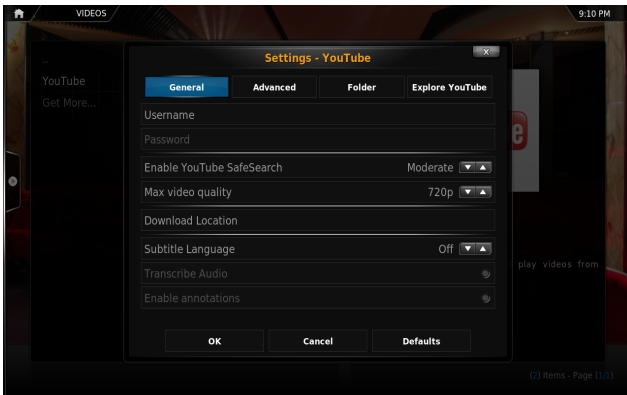 VIDEOS
9:10 PM
Settings - YouTube
X
..
YouTube
Get More...
General
Advanced
Folder
Explore YouTube
Username
Password
Enable YouTube SafeSearch
Moderate
Max video quality
720p
Download Location
Subtitle Language
Off
play videos from
Transcribe Audio
Enable annotations
OK
Cancel
Defaults
(2) Items - Page (1/1)